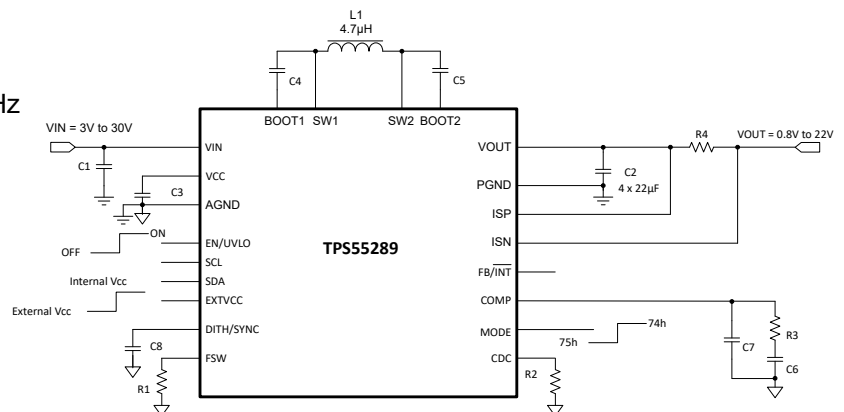 L1
4.7µH
C4
C5
Hz
BOOT1 SW1 SW2 BOOT2
VIN = 3V to 30V
VIN
VOUT
R4
VOUT = 0.8V to 22V
C1
C2
4 x 22µF
VCC
PGND
C3
AGND
ISP
ON
OFF
EN/UVLO
TPS55289
ISN
SCL
FB/INT
Internal Vcc
SDA
External Vcc
EXTVCC
COMP
DITH/SYNC
MODE
74h
75h
R3
C7
C8
FSW
CDC
C6
R1
R2